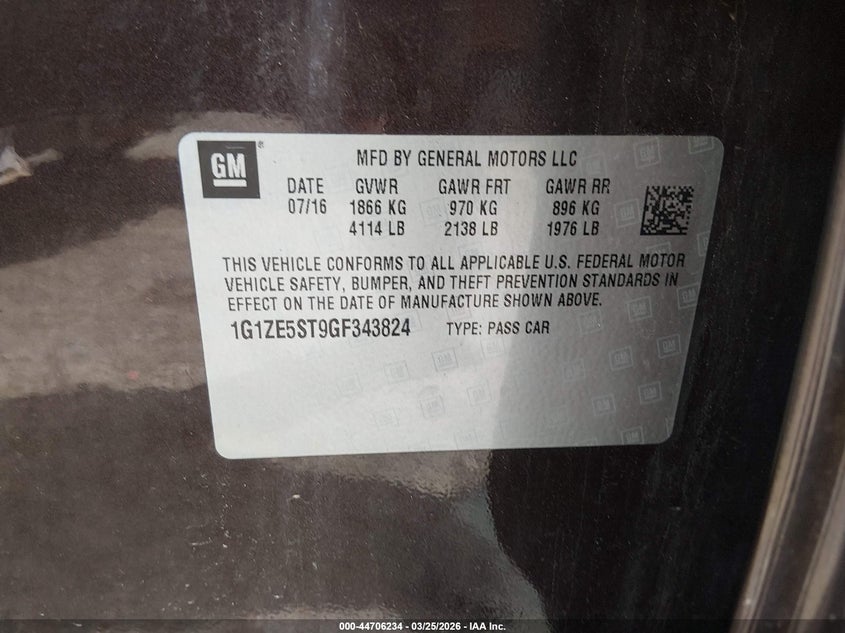 GM
MFD BY GENERAL MOTORS LLC
DATE GVWR GAWR FRT GAWR RR
07/16 1866 KG 970 KG 896 KG
4114 LB 2138 LB 1976 LB
THIS VEHICLE CONFORMS TO ALL APPLICABLE U.S. FEDERAL MOTOR
VEHICLE SAFETY, BUMPER, AND THEFT PREVENTION STANDARDS IN
EFFECT ON THE DATE OF MANUFACTURE SHOWN ABOVE.
1G1ZE5ST9GF343824 TYPE: PASS CAR
000-44706234 - 03/25/2026 - IAA Inc.